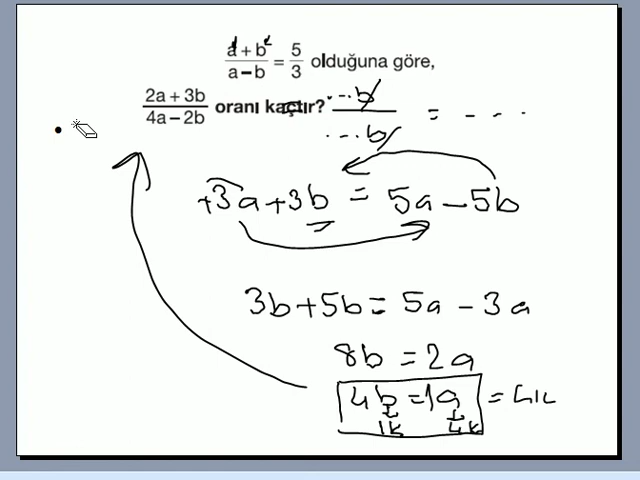 a + b / a − b = 5 / 3 olduğuna göre,
2a + 3b / 4a − 2b oranı kaçtır? ...b / ...b = - - - .
+3a + 3b = 5a − 5b
3b + 5b = 5a − 3a
8b = 2a
4b = 1a = 4k
1k 4k